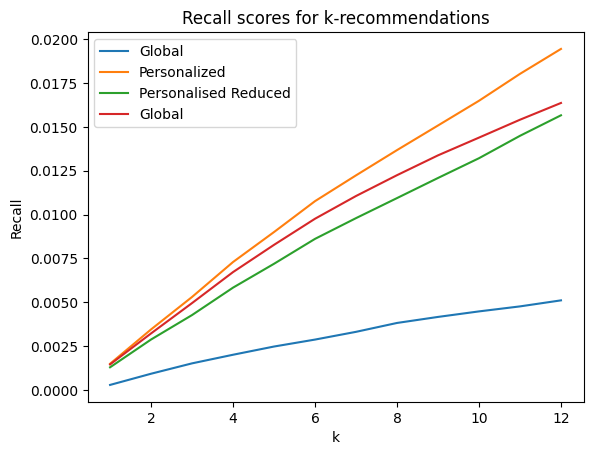 Recall scores for k-recommendations
Global
Personalized
Personalised Reduced
Global
Recall
0.0200
0.0175
0.0150
0.0125
0.0100
0.0075
0.0050
0.0025
0.0000
2 4 6 8 10 12
k